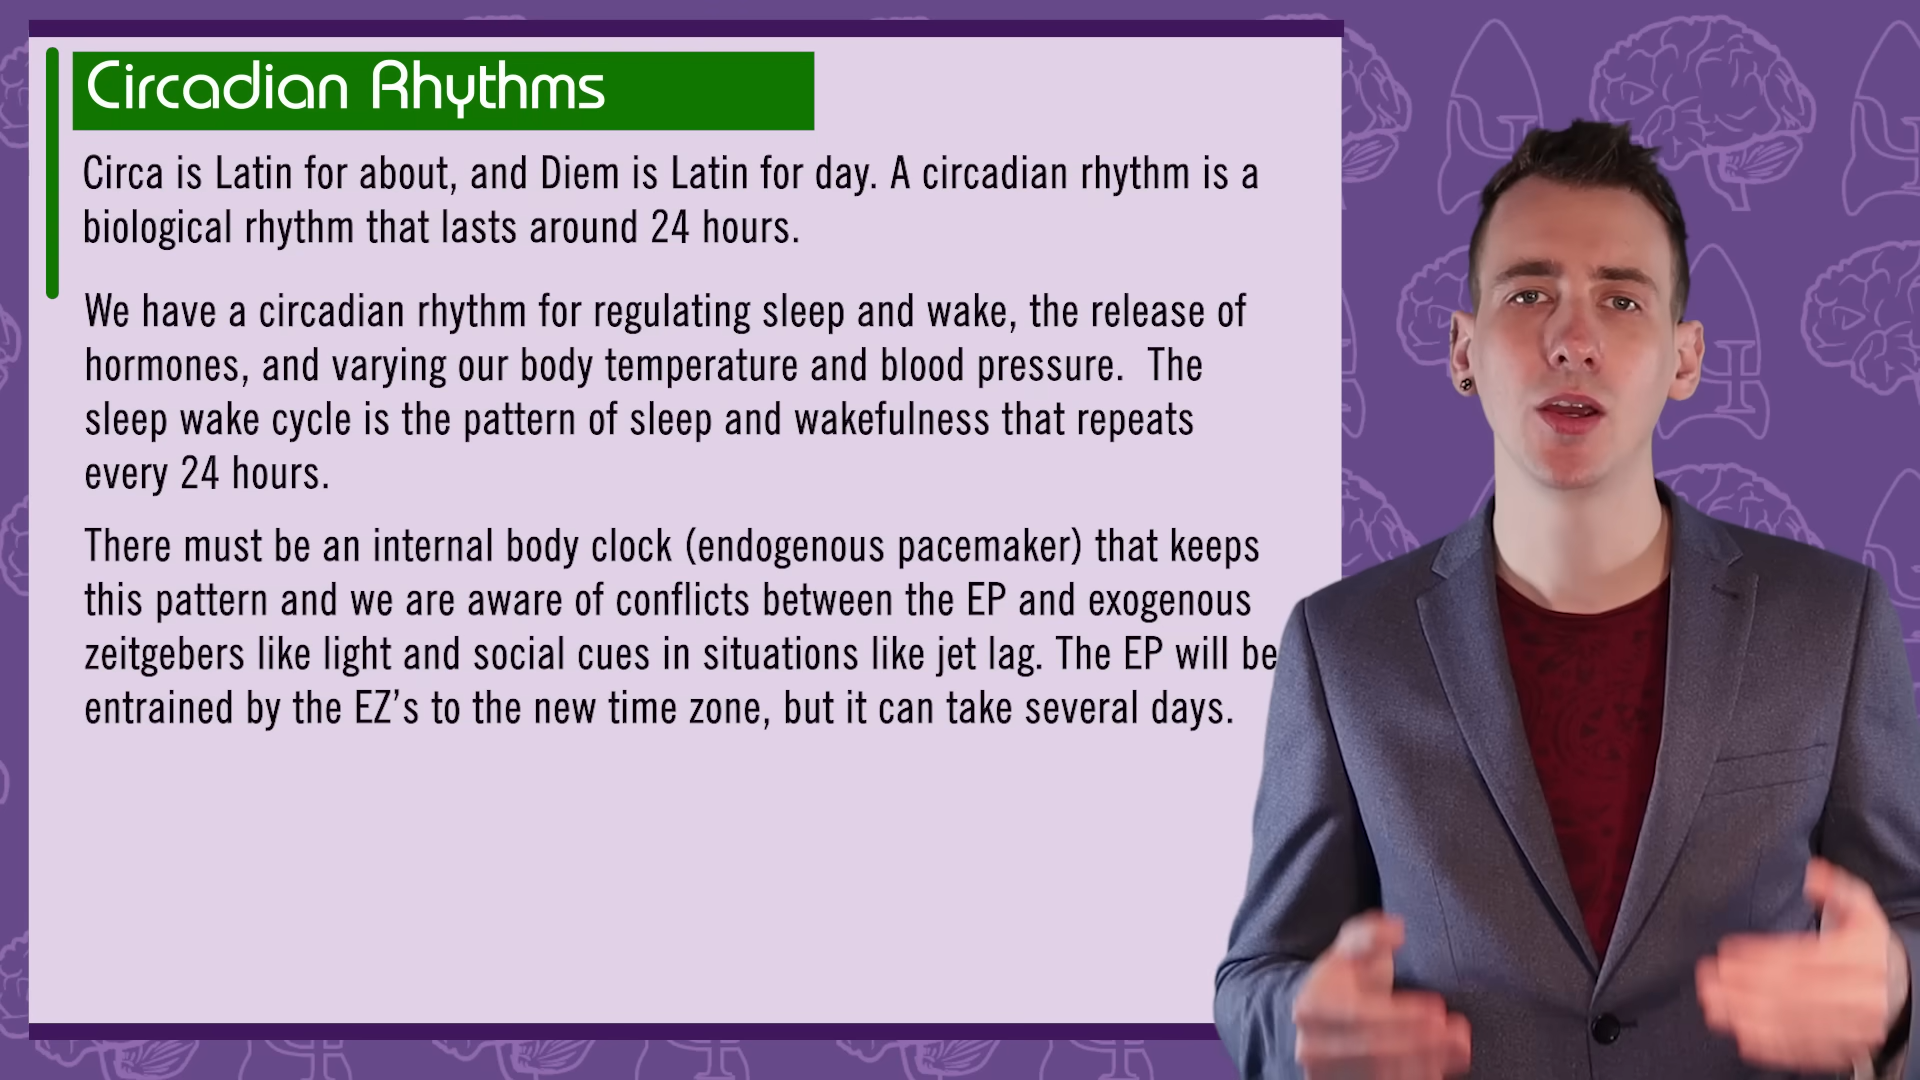 Circadian Rhythms
Circa is Latin for about, and Diem is Latin for day. A circadian rhythm is a
biological rhythm that lasts around 24 hours.
We have a circadian rhythm for regulating sleep and wake, the release of
hormones, and varying our body temperature and blood pressure.  The
sleep wake cycle is the pattern of sleep and wakefulness that repeats
every 24 hours.
There must be an internal body clock (endogenous pacemaker) that keeps
this pattern and we are aware of conflicts between the EP and exogenous
zeitgebers like light and social cues in situations like jet lag. The EP will be
entrained by the EZ’s to the new time zone, but it can take several days.